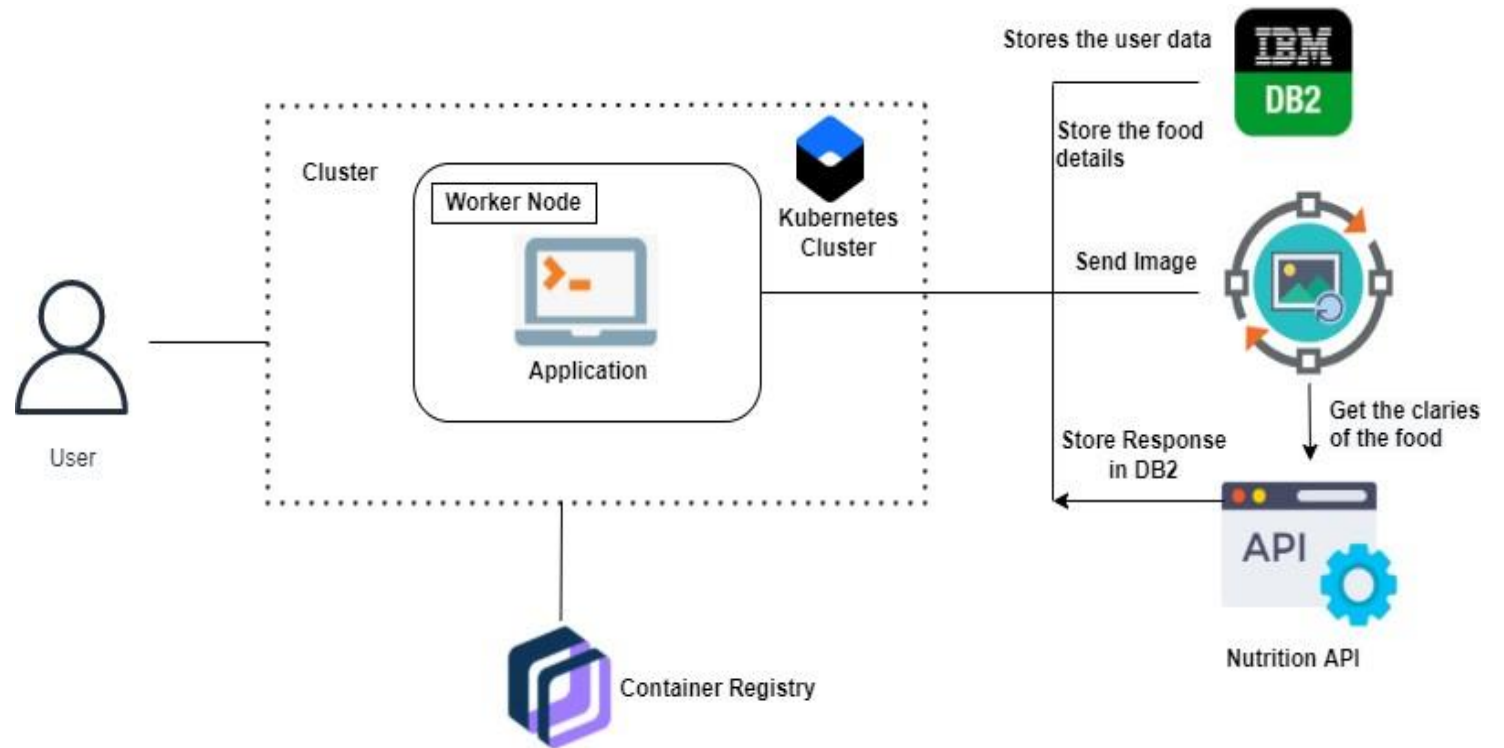 Stores the user data
IBM
DB2
Store the food
details
Cluster
Worker Node
Kubernetes
Cluster
Send Image
Application
User
Get the claries
of the food
Store Response
in DB2
API
Nutrition API
Container Registry